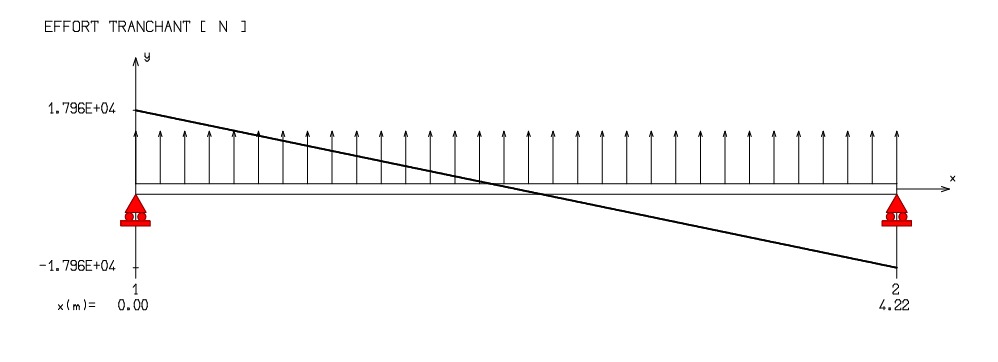 EFFORT TRANCHANT [ N ]
y
1.796E+04
x
-1.796E+04
1 2
x(m)= 0.00 4.22